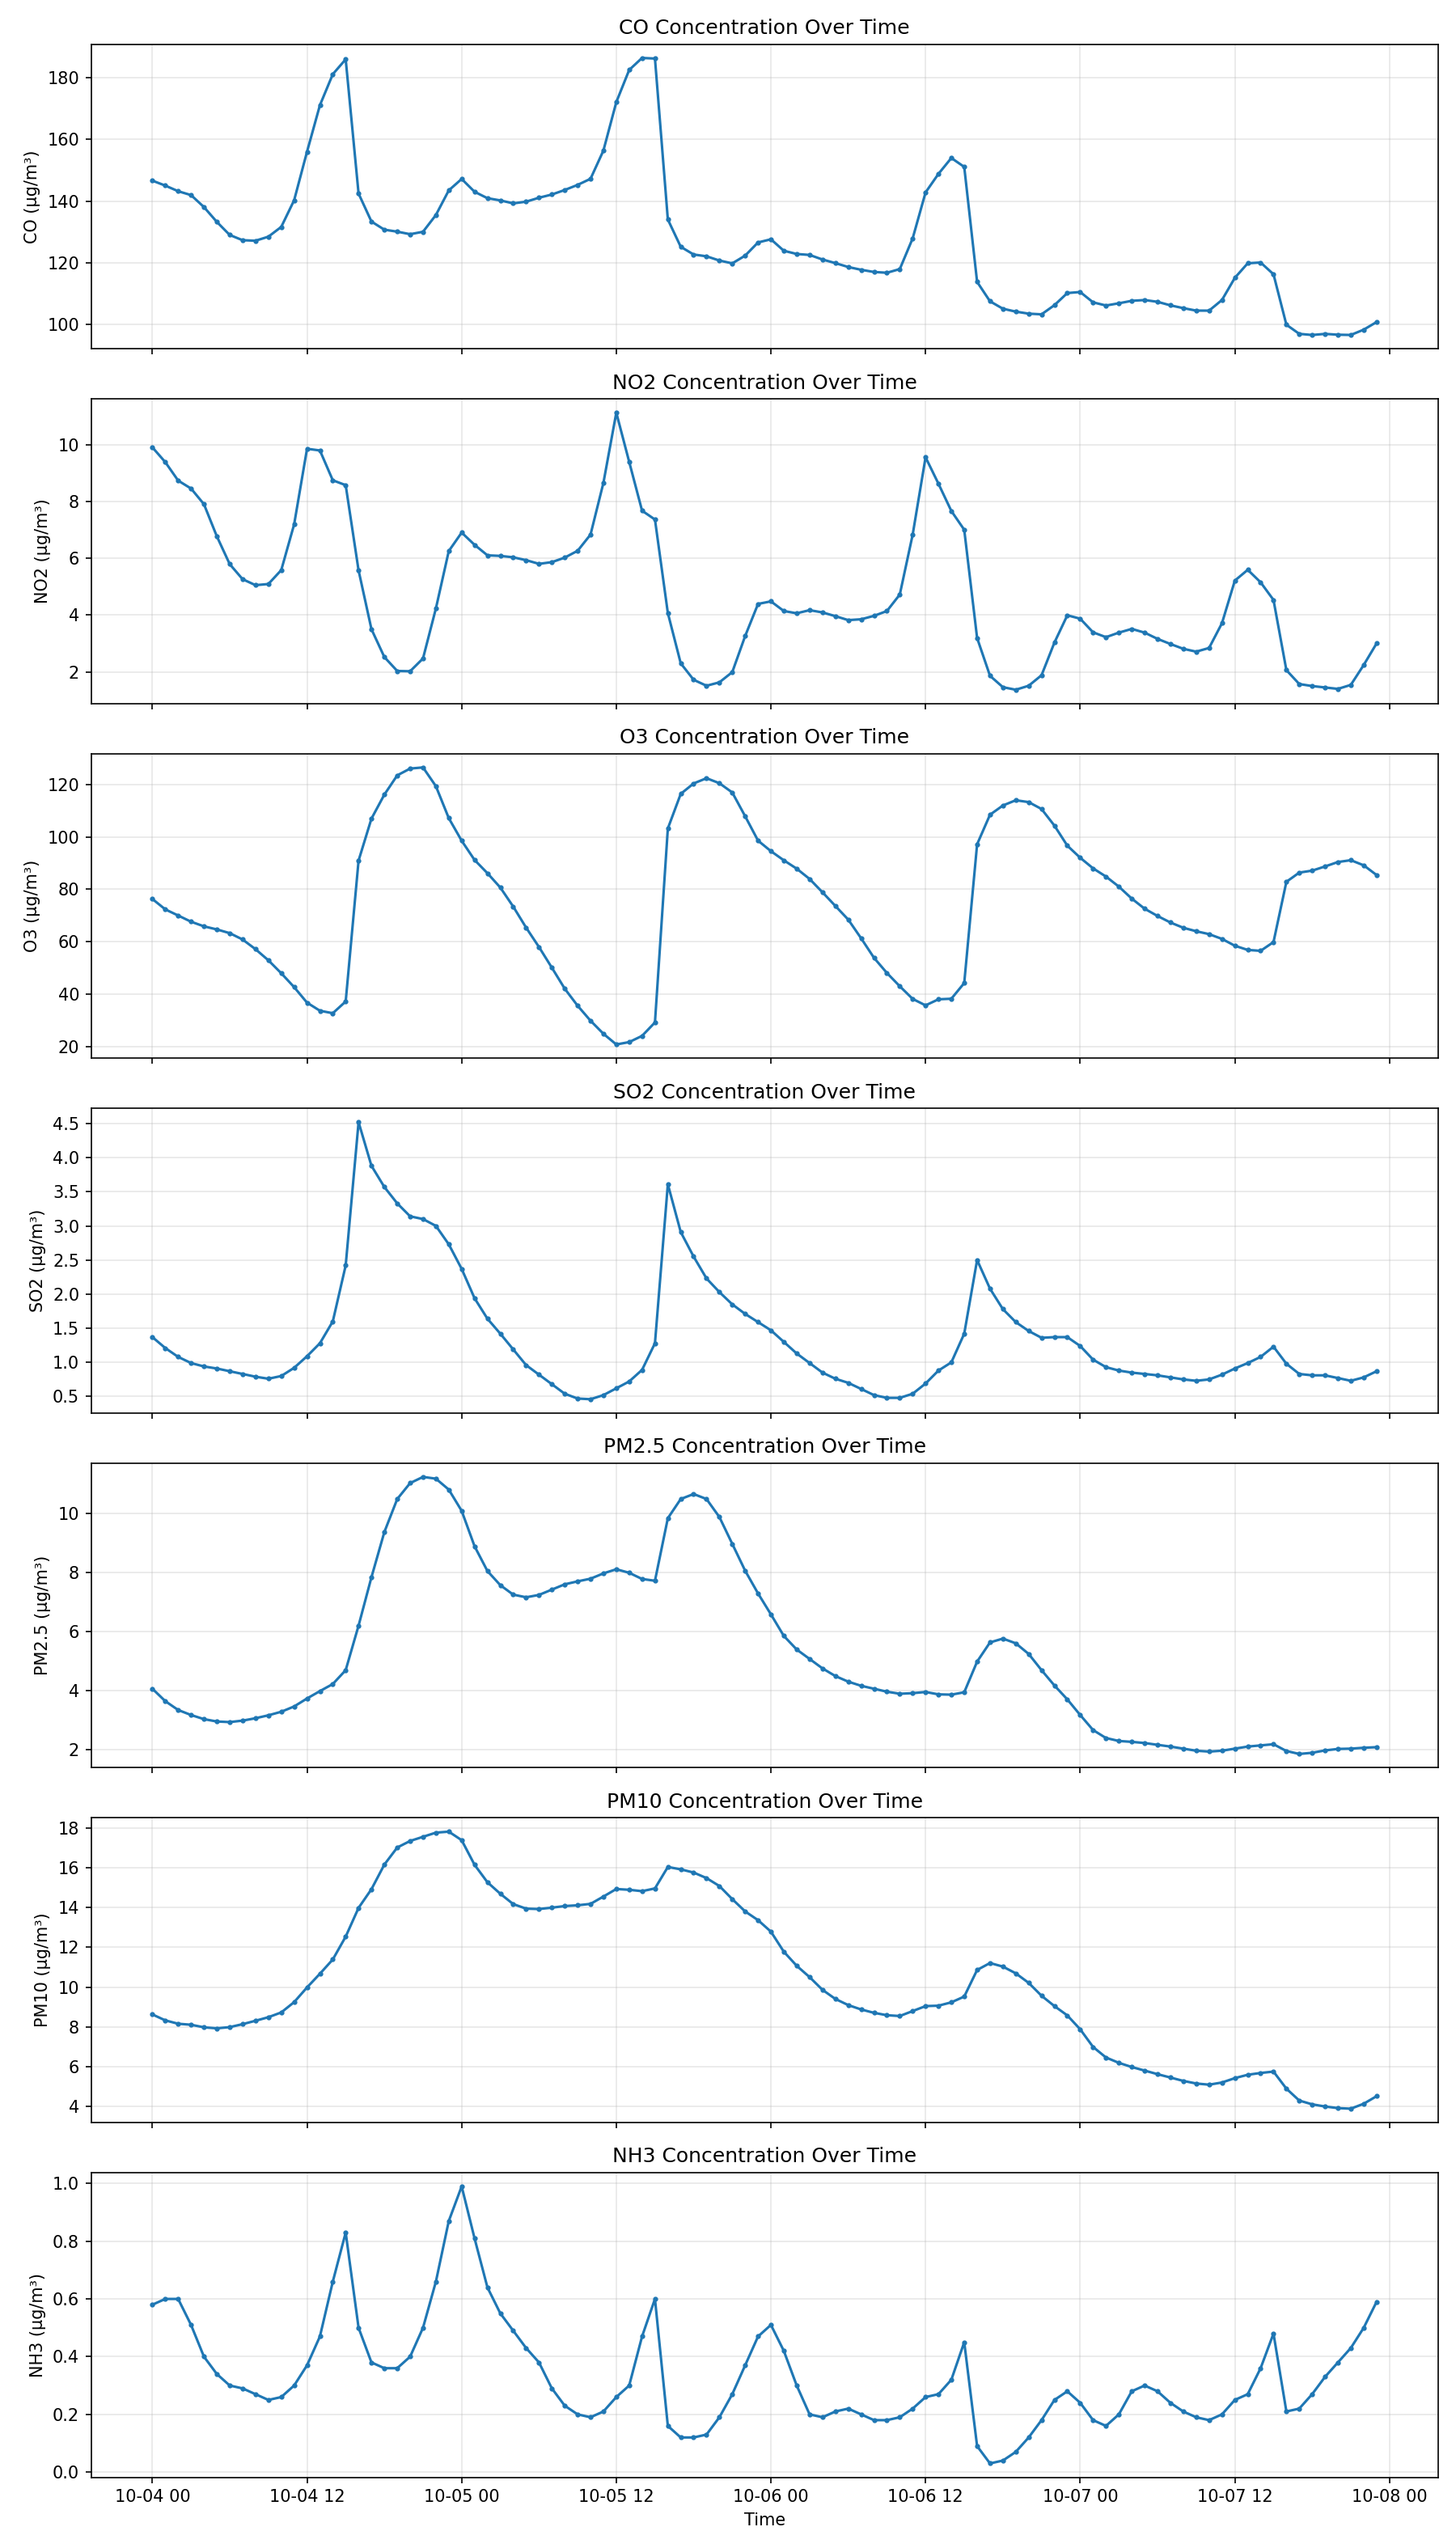 CO Concentration Over Time
CO (μg/m³)
180
160
140
120
100
NO2 Concentration Over Time
NO2 (μg/m³)
10
8
6
4
2
O3 Concentration Over Time
O3 (μg/m³)
120
100
80
60
40
20
SO2 Concentration Over Time
SO2 (μg/m³)
4.5
4.0
3.5
3.0
2.5
2.0
1.5
1.0
0.5
PM2.5 Concentration Over Time
PM2.5 (μg/m³)
10
8
6
4
2
PM10 Concentration Over Time
PM10 (μg/m³)
18
16
14
12
10
8
6
4
NH3 Concentration Over Time
NH3 (μg/m³)
1.0
0.8
0.6
0.4
0.2
0.0
10-04 00 10-04 12 10-05 00 10-05 12 10-06 00 10-06 12 10-07 00 10-07 12 10-08 00
Time